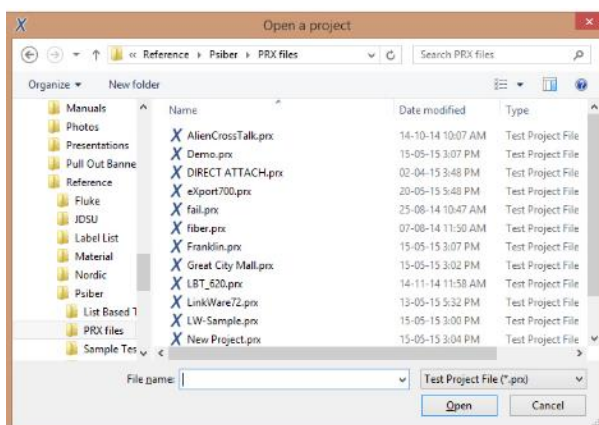 Open a project
« Reference Psiber PRX files
Search PRX files
Organize New folder
Manuals
Photos
Presentations
Pull Out Banne
Reference
Fluke
JDSU
Label List
Material
Nordic
Psiber
List Based T
PRX files
Sample Tes
Name Date modified Type
AlienCrossTalk.prx 14-10-14 10:07 AM Test Project File
Demo.prx 15-05-15 3:07 PM Test Project File
DIRECT ATTACH.prx 02-04-15 3:48 PM Test Project File
eXport700.prx 20-05-15 5:48 PM Test Project File
fail.prx 25-08-14 10:47 AM Test Project File
fiber.prx 07-08-14 11:50 AM Test Project File
Franklin.prx 15-05-15 3:07 PM Test Project File
Great City Mall.prx 15-05-15 3:02 PM Test Project File
LBT_620.prx 14-11-14 11:58 AM Test Project File
LinkWare72.prx 13-05-15 5:32 PM Test Project File
LW-Sample.prx 15-05-15 3:00 PM Test Project File
New Project.prx 15-05-15 3:04 PM Test Project File
File name: Test Project File (*.prx)
Open Cancel